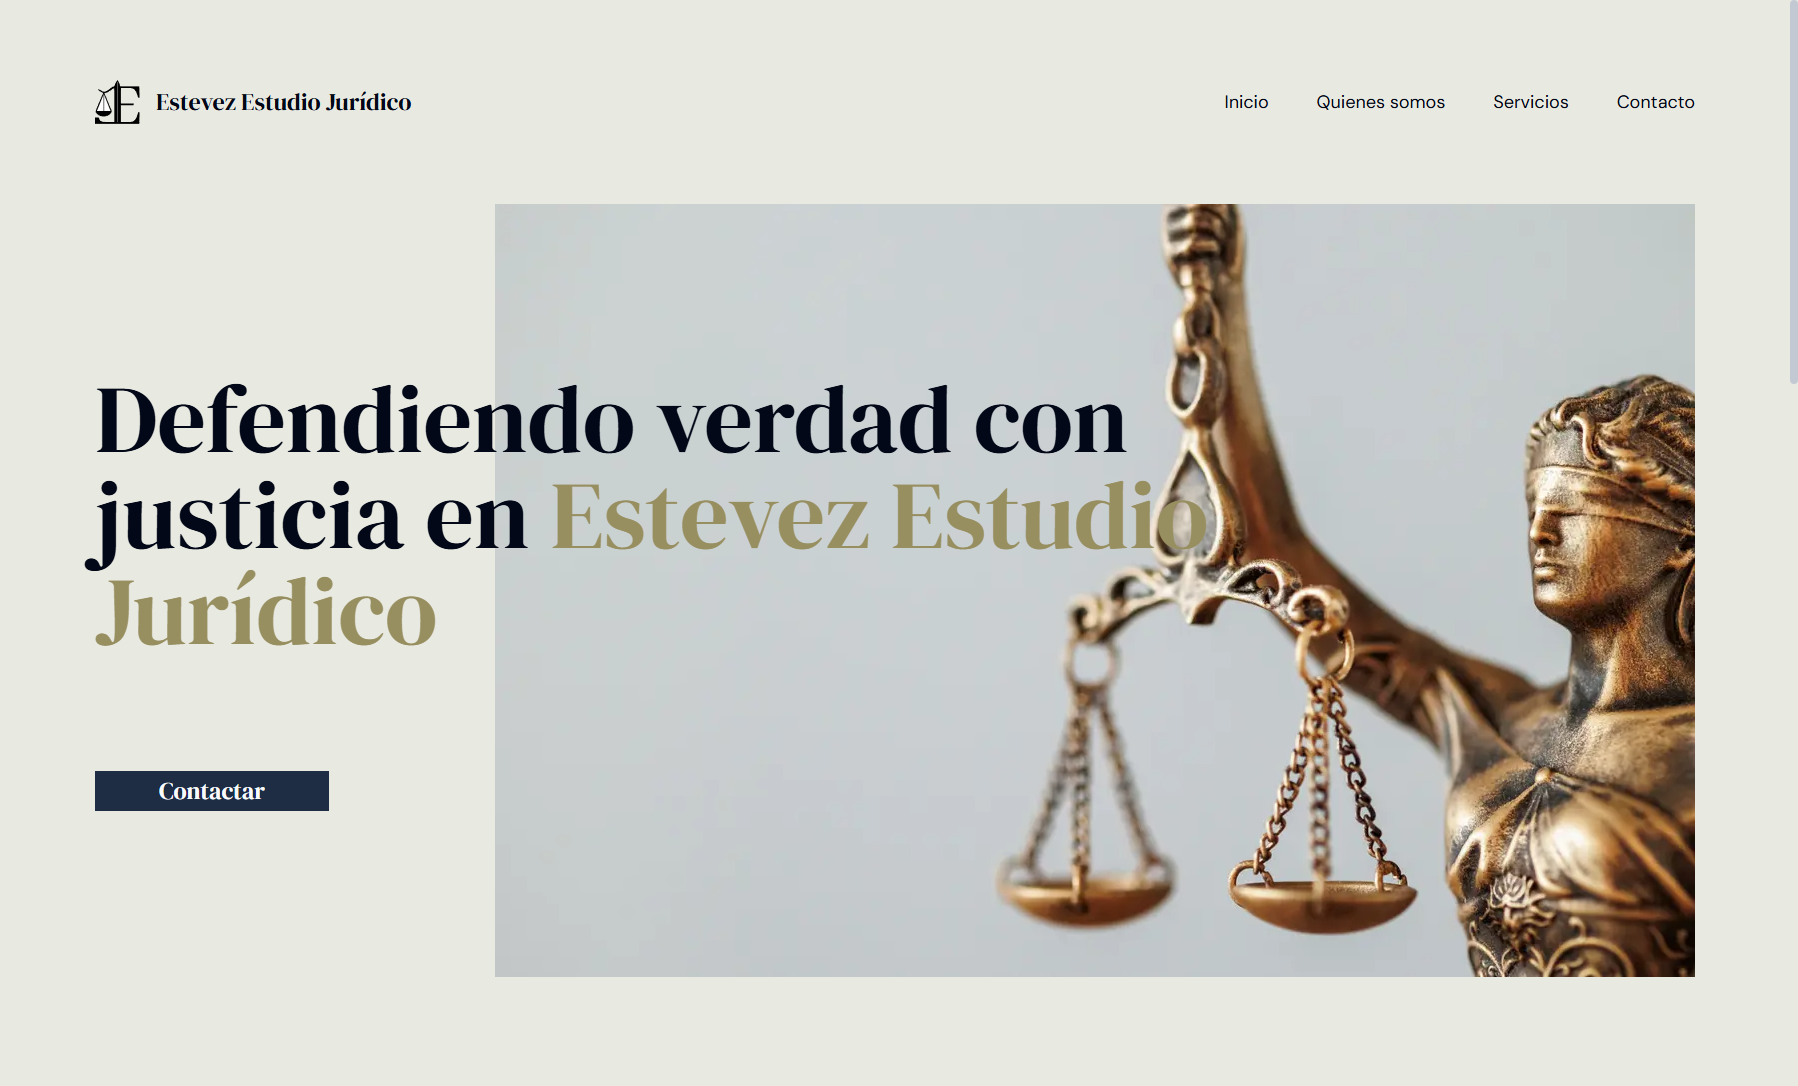 Estevez Estudio Jurídico
Inicio
Quienes somos
Servicios
Contacto
Defendiendo verdad con
justicia en Estevez Estudio
Jurídico
Contactar